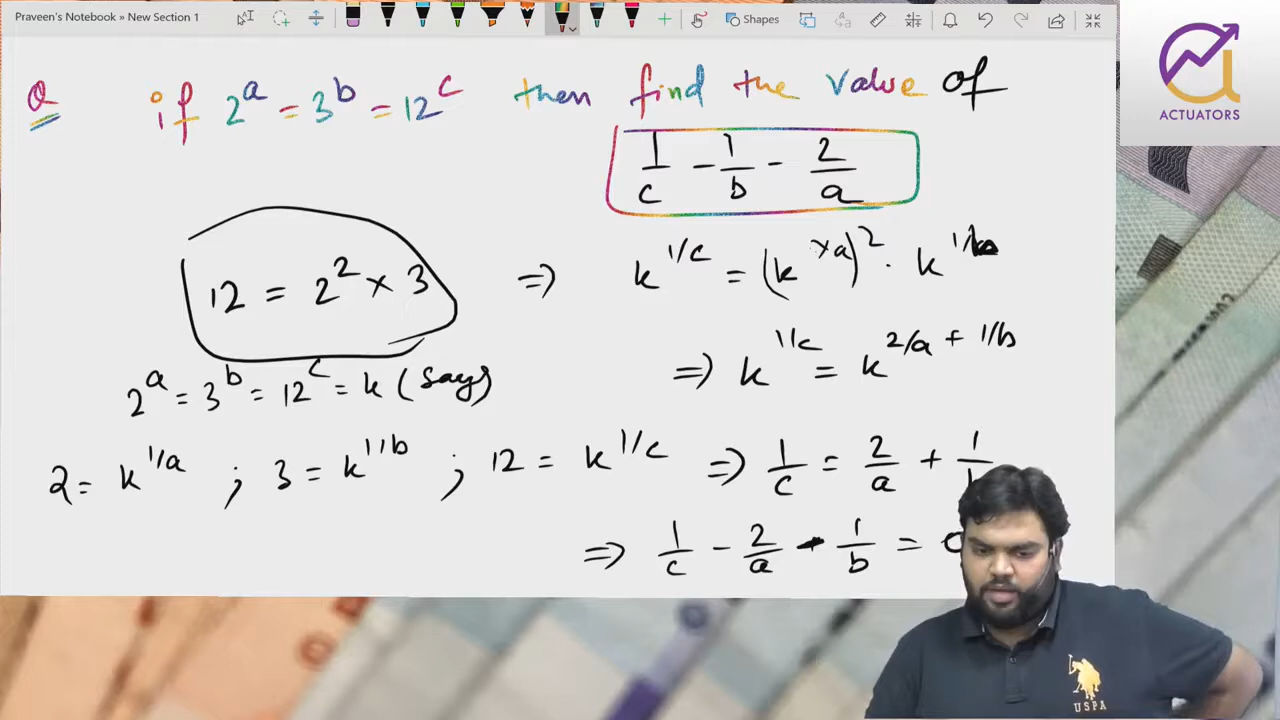 Praveen's Notebook » New Section 1
Shapes
ACTUATORS
Q if 2^a = 3^b = 12^c then find the value of
1/c - 1/b - 2/a
12 = 2^2 × 3 => k^1/c = (k^1/a)^2 . k^1/b
=> k^1/c = k^2/a + 1/b
2^a = 3^b = 12^c = k (says)
2 = k^1/a ; 3 = k^1/b ; 12 = k^1/c => 1/c = 2/a + 1/
=> 1/c - 2/a - 1/b =
USPA